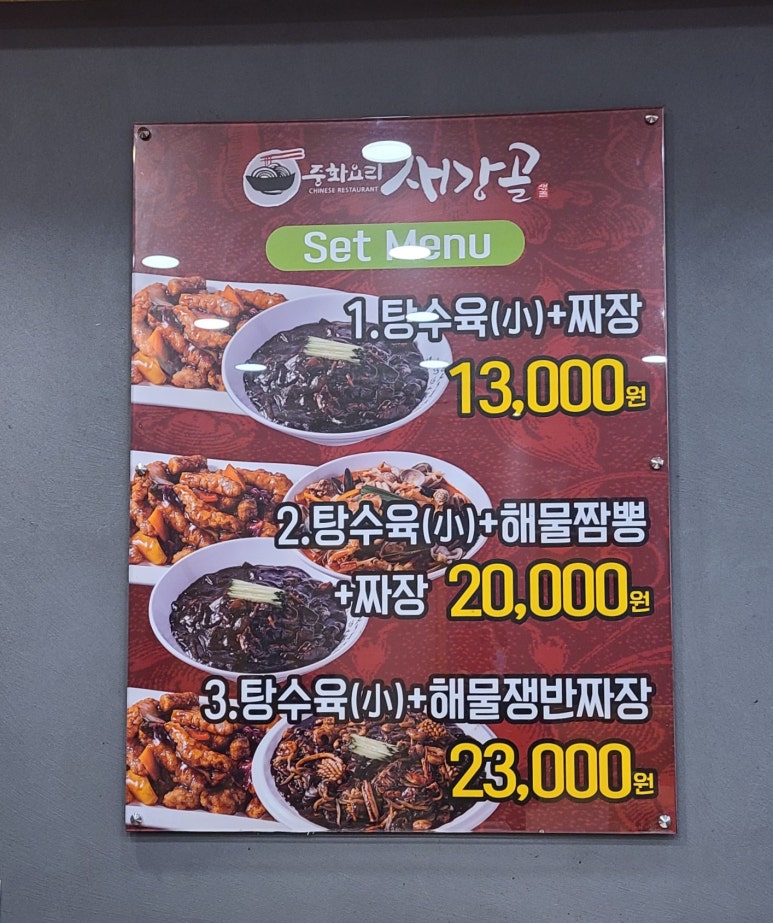 중화요리 새강골
CHINESE RESTAURANT
Set Menu
1.탕수육(小)+짜장
13,000원
2.탕수육(小)+해물짬뽕
+짜장 20,000원
3.탕수육(小)+해물쟁반짜장
23,000원